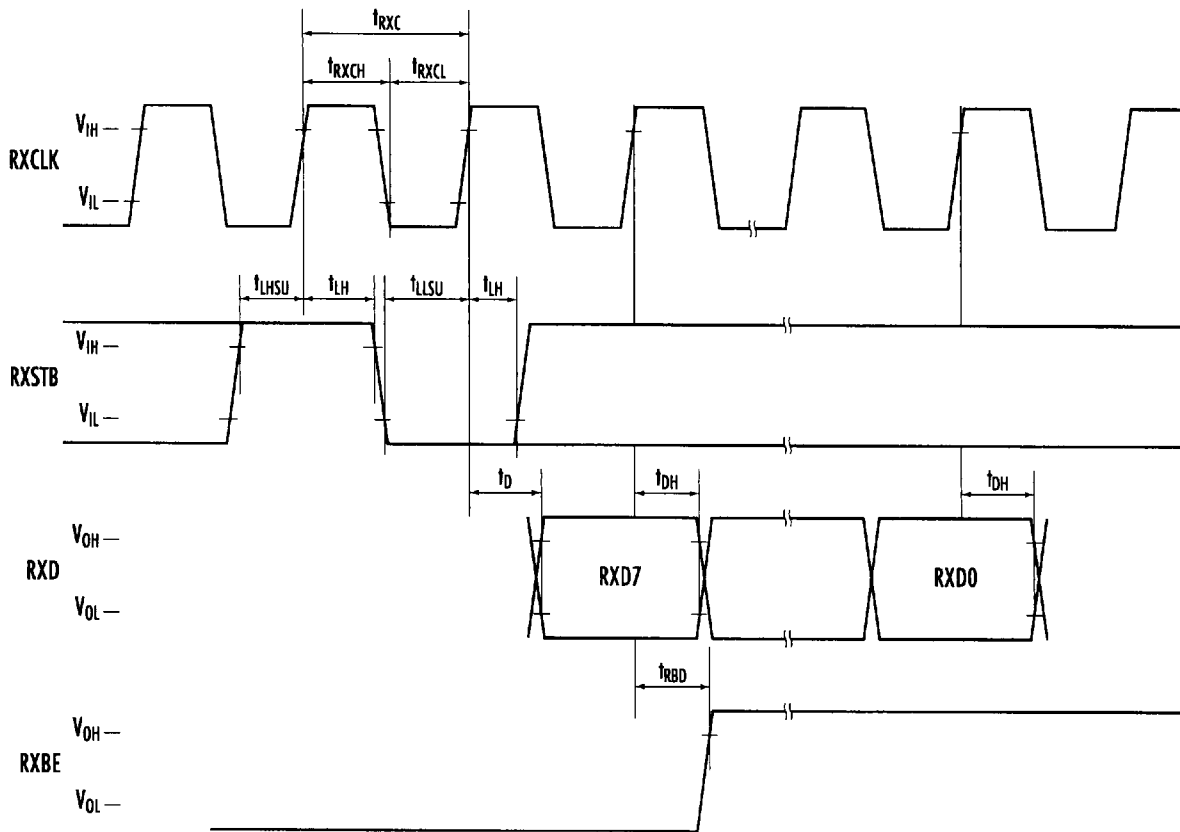 tRXC
tRXCH tRXCL
VIH
RXCLK
VIL
tLHSU tLH tLLSU tLH
VIH
RXSTB
VIL
tD tDH tDH
VOH
RXD RXD7 RXD0
VOL
tRBD
VOH
RXBE
VOL